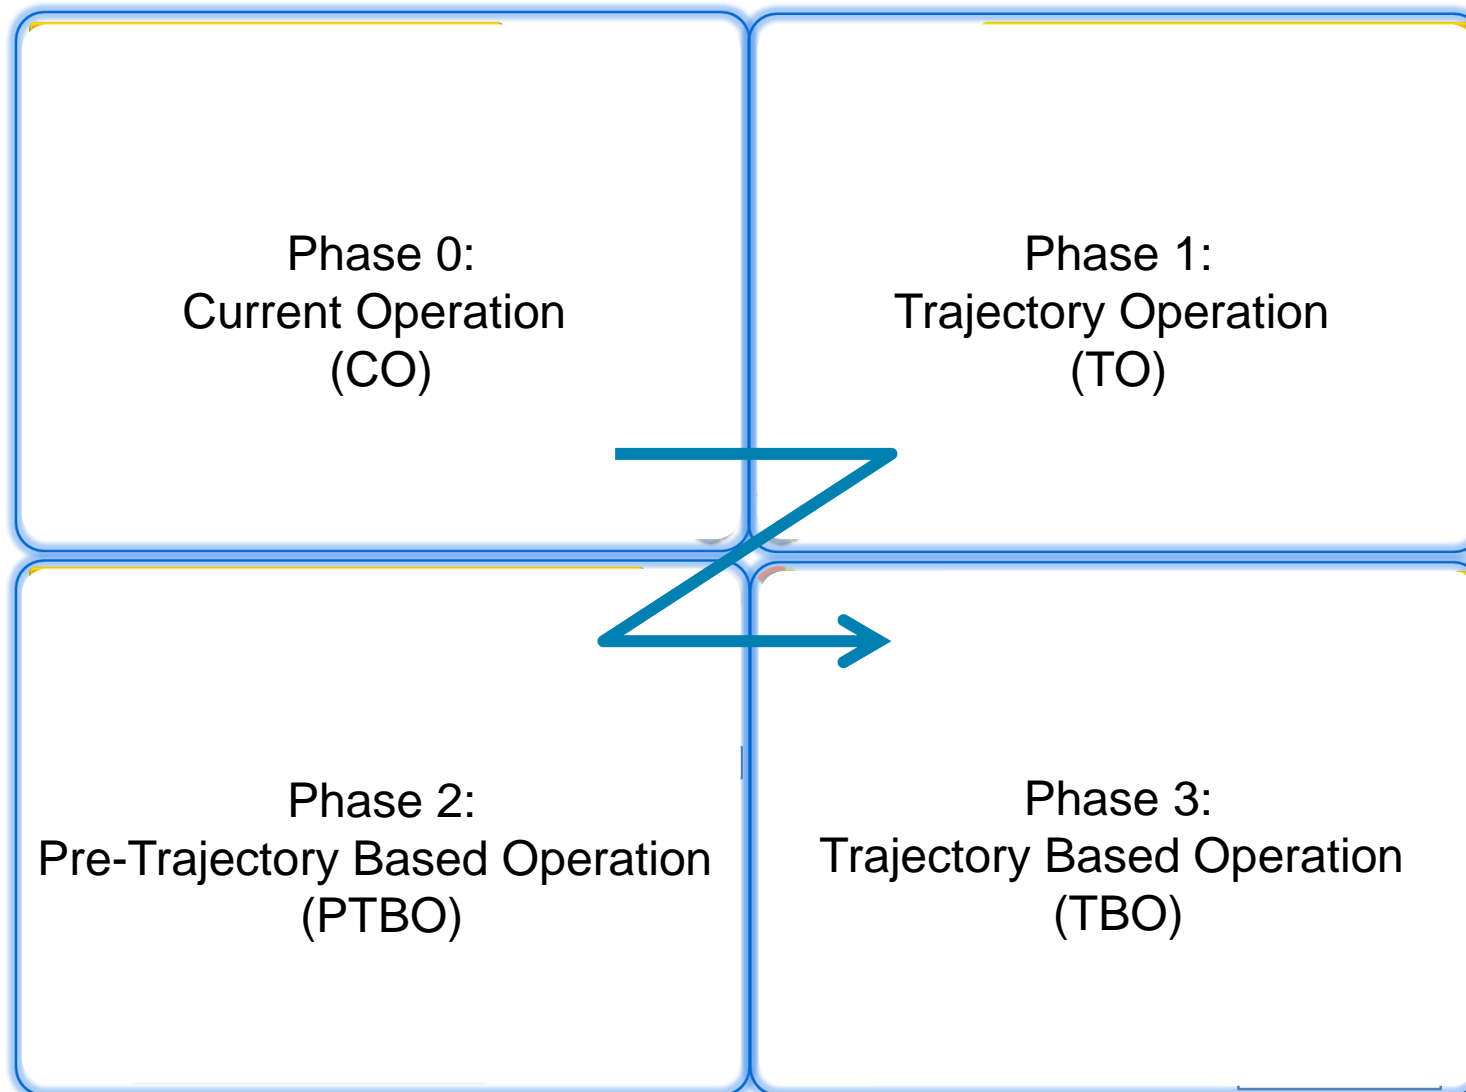 Phase 0:
Current Operation
(CO)
Phase 1:
Trajectory Operation
(TO)
Phase 2:
Pre-Trajectory Based Operation
(PTBO)
Phase 3:
Trajectory Based Operation
(TBO)